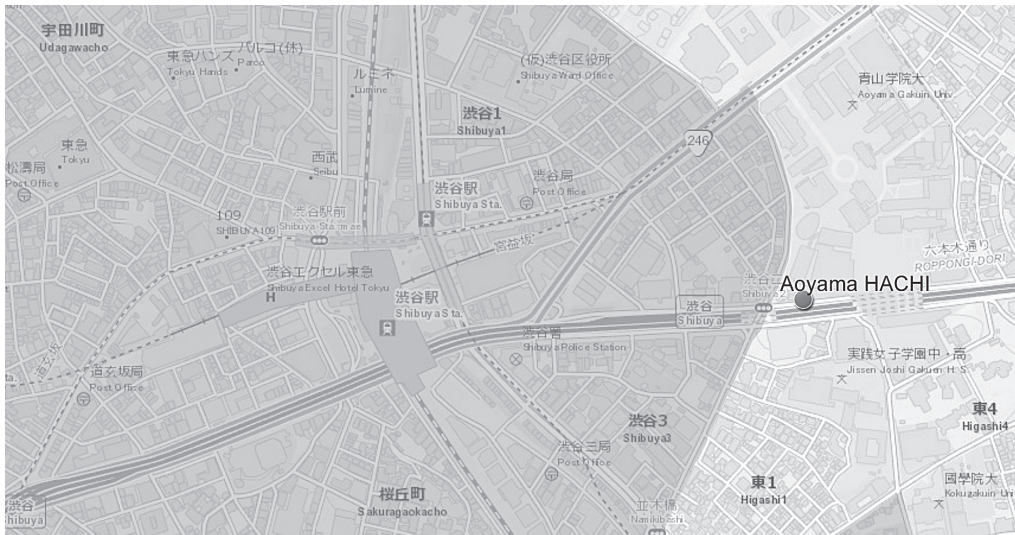 宇田川町
Udagawacho
東急ハンズ
Tokyu Hands
パルコ(休)
Parco
ルミネ
Lumine
(仮)渋谷区役所
Shibuya Ward Office
青山学院大
Aoyama Gakuin Univ.
渋谷1
Shibuya1
246
東急
Tokyu
松濤局
Post Office
西武
Seibu
渋谷駅
Shibuya Sta.
渋谷局
Post Office
109
SHIBUYA109
渋谷駅前
Shibuya Sta.-mae
宮益坂
六本木通り
ROPPONGI-DORI
渋谷エクセル東急
Shibuya Excel Hotel Tokyu
H
Aoyama HACHI
渋谷駅
Shibuya Sta.
渋谷
Shibuya
渋谷署
Shibuya Police Station
道玄坂
道玄坂局
Post Office
実践女子学園中・高
Jissen Joshi Gakuen H. S.
渋谷3
Shibuya3
東4
Higashi4
渋谷三局
Post Office
桜丘町
Sakuragaokacho
東1
Higashi1
國學院大
Kokugakuin Un
渋谷
Shibuya
並木橋
Namikibashi